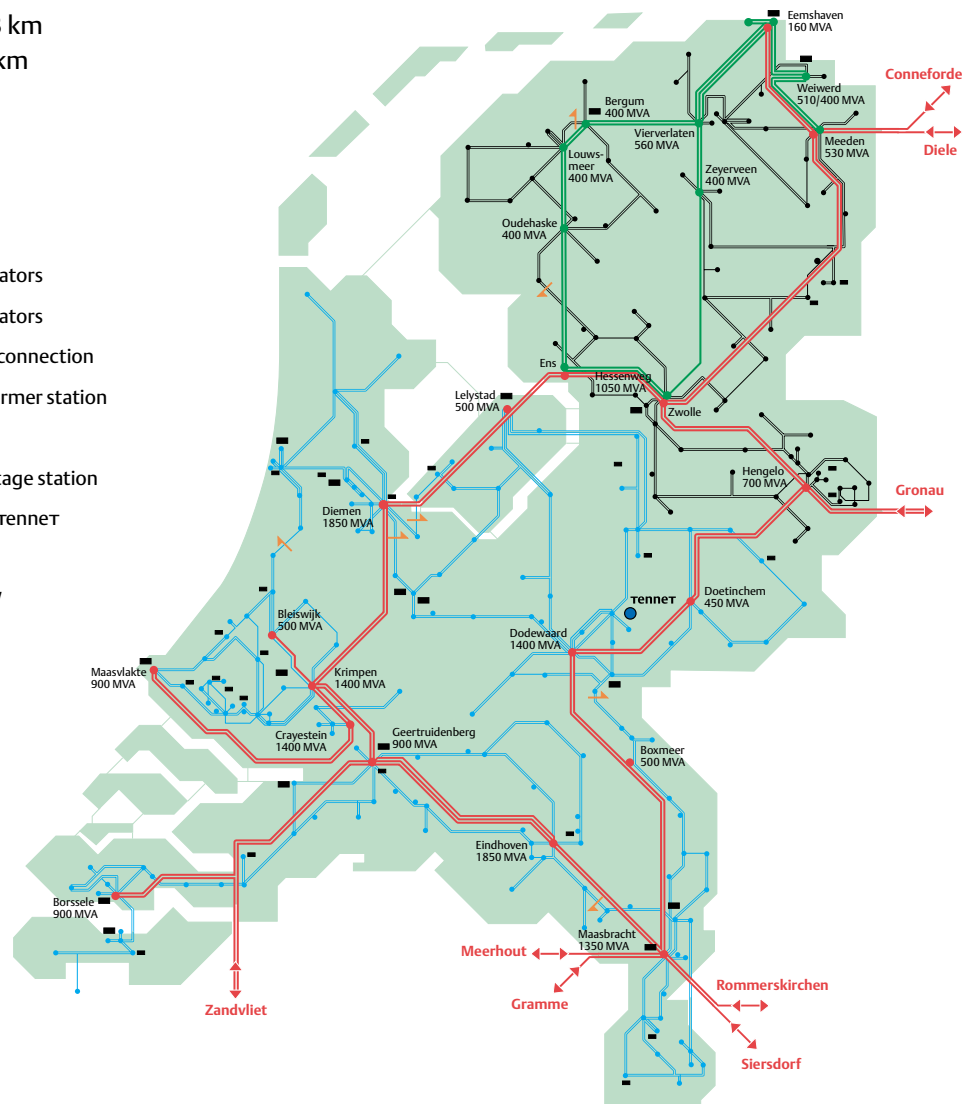 km
km
ators
ators
connection
rmer station
tage station
TenneT
Eemshaven
160 MVA
Conneforde
Weiwerd
510/400 MVA
Bergum
400 MVA
Vierverlaten
560 MVA
Meeden
530 MVA
Diele
Louws-
meer
400 MVA
Zeyerveen
400 MVA
Oudehaske
400 MVA
Ens
Hessenweg
1050 MVA
Lelystad
500 MVA
Zwolle
Hengelo
700 MVA
Gronau
Diemen
1850 MVA
TenneT
Doetinchem
450 MVA
Bleiswijk
500 MVA
Dodewaard
1400 MVA
Maasvlakte
900 MVA
Krimpen
1400 MVA
Crayestein
1400 MVA
Geertruidenberg
900 MVA
Boxmeer
500 MVA
Eindhoven
1850 MVA
Borssele
900 MVA
Maasbracht
1350 MVA
Meerhout
Gramme
Rommerskirchen
Zandvliet
Siersdorf